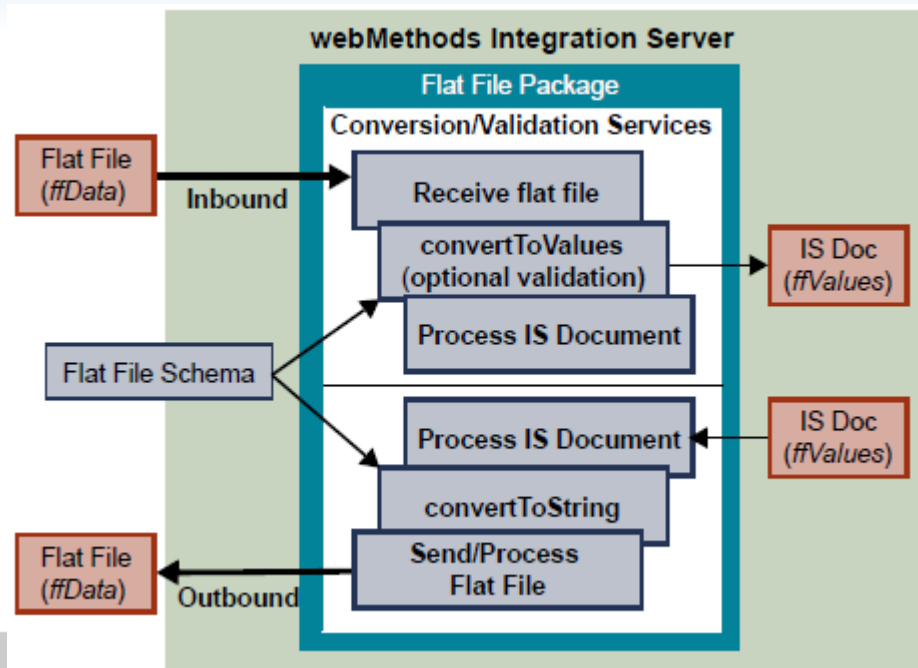 webMethods Integration Server
Flat File Package
Conversion/Validation Services
Flat File
(ffData)
Inbound
Receive flat file
convertToValues
(optional validation)
IS Doc
(ffValues)
Process IS Document
Flat File Schema
Process IS Document
IS Doc
(ffValues)
convertToString
Send/Process
Flat File
Flat File
(ffData)
Outbound